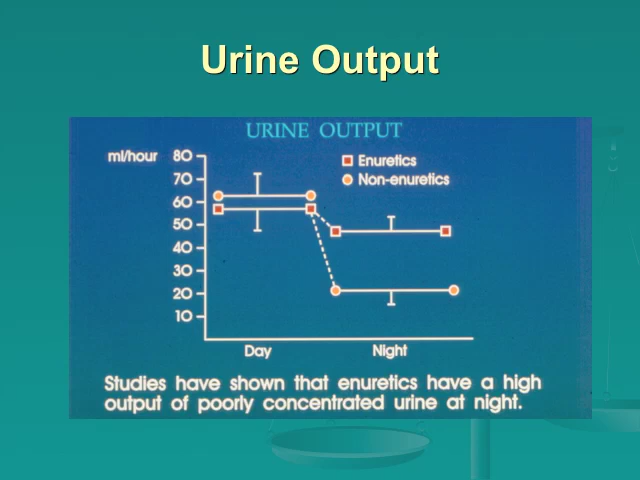 Urine Output
URINE OUTPUT
ml/hour
80
70
60
50
40
30
20
10
Enuretics
Non-enuretics
Day
Night
Studies have shown that enuretics have a high
output of poorly concentrated urine at night.